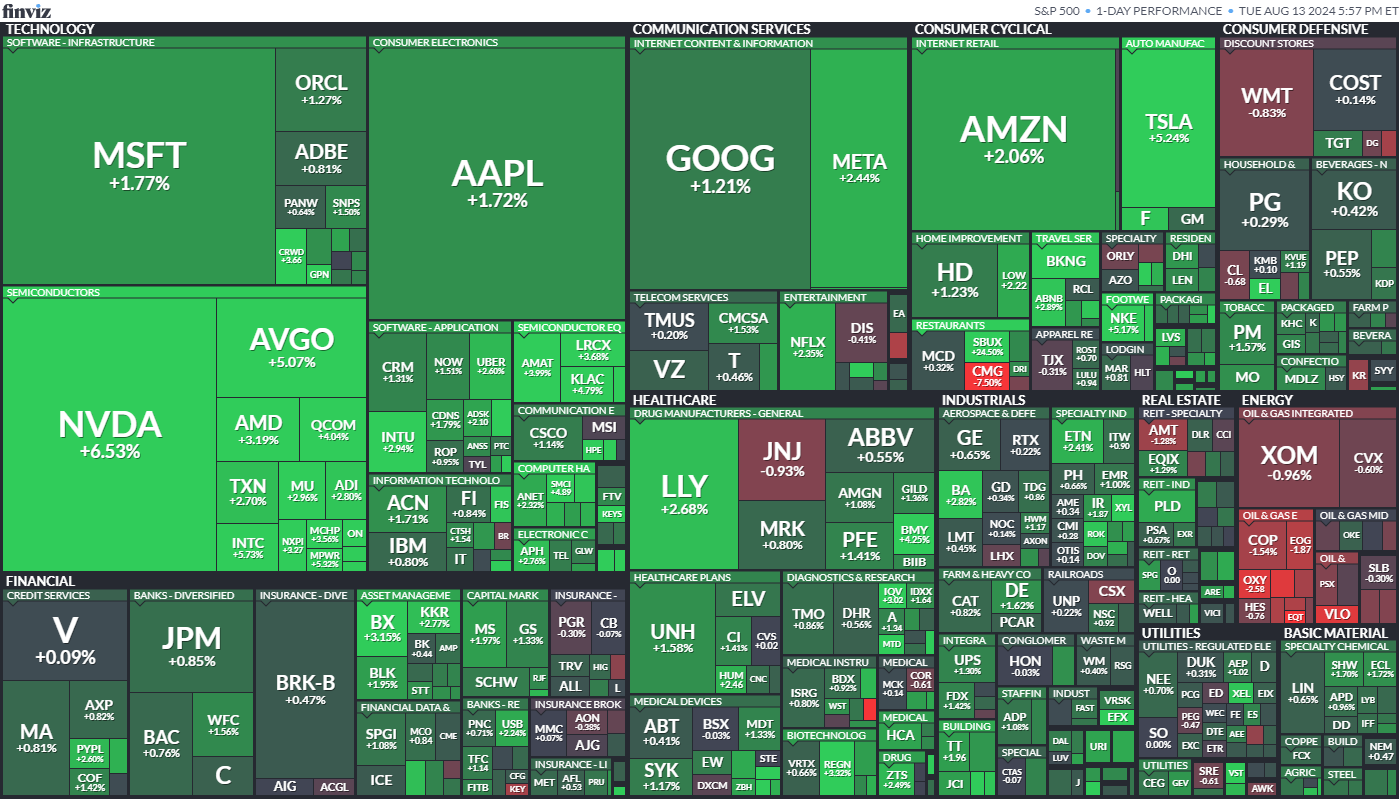 finviz
S&P 500 • 1-DAY PERFORMANCE • TUE AUG 13 2024 5:57 PM ET
TECHNOLOGY
SOFTWARE - INFRASTRUCTURE
MSFT
+1.77%
ORCL
+1.27%
ADBE
+0.81%
PANW
+0.64%
SNPS
+1.50%
CRWD
+3.66
GPN
CONSUMER ELECTRONICS
AAPL
+1.72%
SEMICONDUCTORS
NVDA
+6.53%
AVGO
+5.07%
AMD
+3.19%
QCOM
+4.04%
TXN
+2.70%
MU
+2.96%
ADI
+2.80%
INTC
+5.73%
NXPI
+3.27
MCHP
+3.56%
ON
MPWR
+5.32%
SOFTWARE - APPLICATION
CRM
+1.31%
NOW
+1.51%
UBER
+2.60%
INTU
+2.94%
CDNS
+1.79%
ADSK
+2.10
ROP
+0.95%
ANSS
PTC
TYL
SEMICONDUCTOR EQ
AMAT
+3.99%
LRCX
+3.68%
KLAC
+4.79%
COMMUNICATION E
CSCO
+1.14%
MSI
HPE
INFORMATION TECHNOLO
ACN
+1.71%
IBM
+0.80%
FI
+0.84%
FIS
CTSH
+1.54
BR
IT
COMPUTER HA
ANET
+2.32%
SMCI
+4.89
FTV
KEYS
ELECTRONIC C
APH
+2.76%
TEL
GLW
COMMUNICATION SERVICES
INTERNET CONTENT & INFORMATION
GOOG
+1.21%
META
+2.44%
TELECOM SERVICES
TMUS
+0.20%
CMCSA
+1.53%
VZ
T
+0.46%
ENTERTAINMENT
NFLX
+2.35%
DIS
-0.41%
EA
CONSUMER CYCLICAL
INTERNET RETAIL
AMZN
+2.06%
AUTO MANUFAC
TSLA
+5.24%
F
GM
HOME IMPROVEMENT
HD
+1.23%
LOW
+2.22
TRAVEL SER
BKNG
ABNB
+2.89%
RCL
SPECIALTY
ORLY
AZO
RESIDEN
DHI
LEN
RESTAURANTS
MCD
+0.32%
SBUX
+24.50%
CMG
-7.50%
DRI
APPAREL RE
TJX
-0.31%
ROST
+0.70
LULU
+0.94
FOOTWE
NKE
+5.17%
PACKAGI
LODGIN
MAR
+0.81
HLT
LVS
CONSUMER DEFENSIVE
DISCOUNT STORES
WMT
-0.83%
COST
+0.14%
TGT
DG
HOUSEHOLD &
PG
+0.29%
CL
-0.68
KMB
+0.10
KVUE
+1.19
EL
BEVERAGES - N
KO
+0.42%
PEP
+0.55%
KDP
TOBACC
PM
+1.57%
MO
PACKAGED
KHC
K
GIS
FARM P
BEVERA
CONFECTIO
MDLZ
HSY
KR
SYY
FINANCIAL
CREDIT SERVICES
V
+0.09%
MA
+0.81%
AXP
+0.82%
PYPL
+2.60%
COF
+1.42%
BANKS - DIVERSIFIED
JPM
+0.85%
BAC
+0.76%
WFC
+1.56%
C
INSURANCE - DIVE
BRK-B
+0.47%
AIG
ACGL
ASSET MANAGEME
BX
+3.15%
KKR
+2.77%
BK
+0.44
AMP
BLK
+1.95%
STT
CAPITAL MARK
MS
+1.97%
GS
+1.33%
SCHW
RJF
INSURANCE -
PGR
-0.30%
CB
-0.07%
TRV
HIG
ALL
L
FINANCIAL DATA &
SPGI
+1.08%
MCO
+0.84
CME
ICE
BANKS - RE
PNC
+0.71%
USB
+2.24%
TFC
+1.14
CFG
FITB
KEY
INSURANCE BROK
MMC
+0.07%
AON
-0.38%
AJG
INSURANCE - LI
MET
AFL
+0.53
PRU
HEALTHCARE
DRUG MANUFACTURERS - GENERAL
LLY
+2.68%
JNJ
-0.93%
ABBV
+0.55%
MRK
+0.80%
AMGN
+1.08%
GILD
+1.36%
PFE
+1.41%
BMY
+4.25%
BIIB
HEALTHCARE PLANS
UNH
+1.58%
ELV
CI
+1.41%
CVS
+0.02
HUM
+2.46
CNC
DIAGNOSTICS & RESEARCH
TMO
+0.86%
DHR
+0.56%
IQV
+3.02
IDXX
+1.64
A
+1.34
MTD
MEDICAL DEVICES
ABT
+0.41%
BSX
-0.03%
MDT
+1.33%
SYK
+1.17%
EW
STE
DXCM
ZBH
MEDICAL INSTRU
ISRG
+0.80%
BDX
+0.92%
WST
MEDICAL
MCK
+0.14
COR
-0.61
BIOTECHNOLOG
VRTX
+0.66%
REGN
+3.32%
MEDICAL
HCA
DRUG
ZTS
+2.49%
INDUSTRIALS
AEROSPACE & DEFE
GE
+0.65%
RTX
+0.22%
BA
+2.82%
GD
+0.34%
TDG
+0.86
LMT
+0.45%
NOC
+0.14%
HWM
+1.17
AXON
LHX
SPECIALTY IND
ETN
+2.41%
ITW
+0.90
PH
+0.66%
EMR
+1.00%
AME
+0.34
IR
+1.87
XYL
CMI
+0.28
ROK
OTIS
+0.14
DOV
FARM & HEAVY CO
CAT
+0.82%
DE
+1.62%
PCAR
RAILROADS
UNP
+0.22%
CSX
NSC
+0.92
INTEGRA
UPS
+1.30%
FDX
+1.42%
CONGLOMER
HON
-0.03%
WASTE M
WM
+0.40%
RSG
STAFFIN
ADP
+1.08%
INDUST
FAST
VRSK
EFX
BUILDING
TT
+1.96
JCI
SPECIAL
CTAS
-0.07
DAL
LUV
URI
J
REAL ESTATE
REIT - SPECIALTY
AMT
-1.28%
DLR
CCI
EQIX
+1.29%
REIT - IND
PLD
PSA
+0.67%
EXR
REIT - RET
SPG
O
0.00
ARE
REIT - HEA
WELL
VICI
ENERGY
OIL & GAS INTEGRATED
XOM
-0.96%
CVX
-0.60%
OIL & GAS E
COP
-1.54%
EOG
-1.87
OXY
-2.58
HES
-0.76
EQT
OIL & GAS MID
OKE
OIL &
PSX
VLO
SLB
-0.30%
UTILITIES
UTILITIES - REGULATED ELE
NEE
+0.70%
DUK
+0.31%
AEP
+1.02
D
SO
0.00%
PCG
ED
XEL
EIX
PEG
-0.47
WEC
FE
ES
DTE
AEE
EXC
ETR
UTILITIES
CEG
GEV
SRE
-0.61
VST
AWK
BASIC MATERIAL
SPECIALTY CHEMICAL
LIN
+0.65%
SHW
+1.70%
ECL
+1.72%
APD
+0.96%
LYB
DD
IFF
COPPE
FCX
BUILD
NEM
+0.47
AGRIC
STEEL